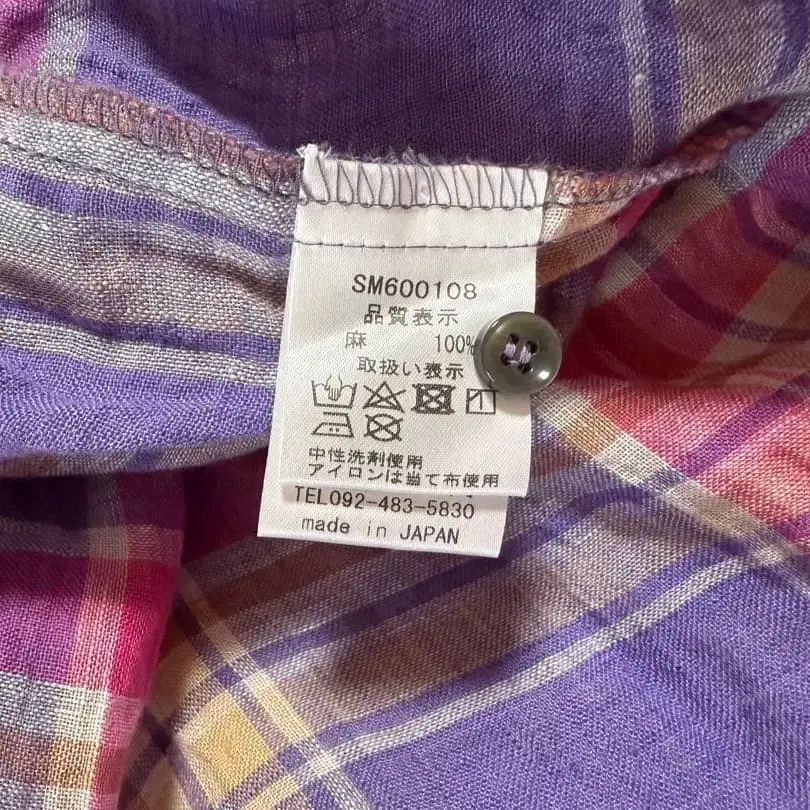 SM600108
品質表示
麻 100%
取扱い表示
中性洗剤使用
アイロンは当て布使用
TEL092-483-5830
made in JAPAN